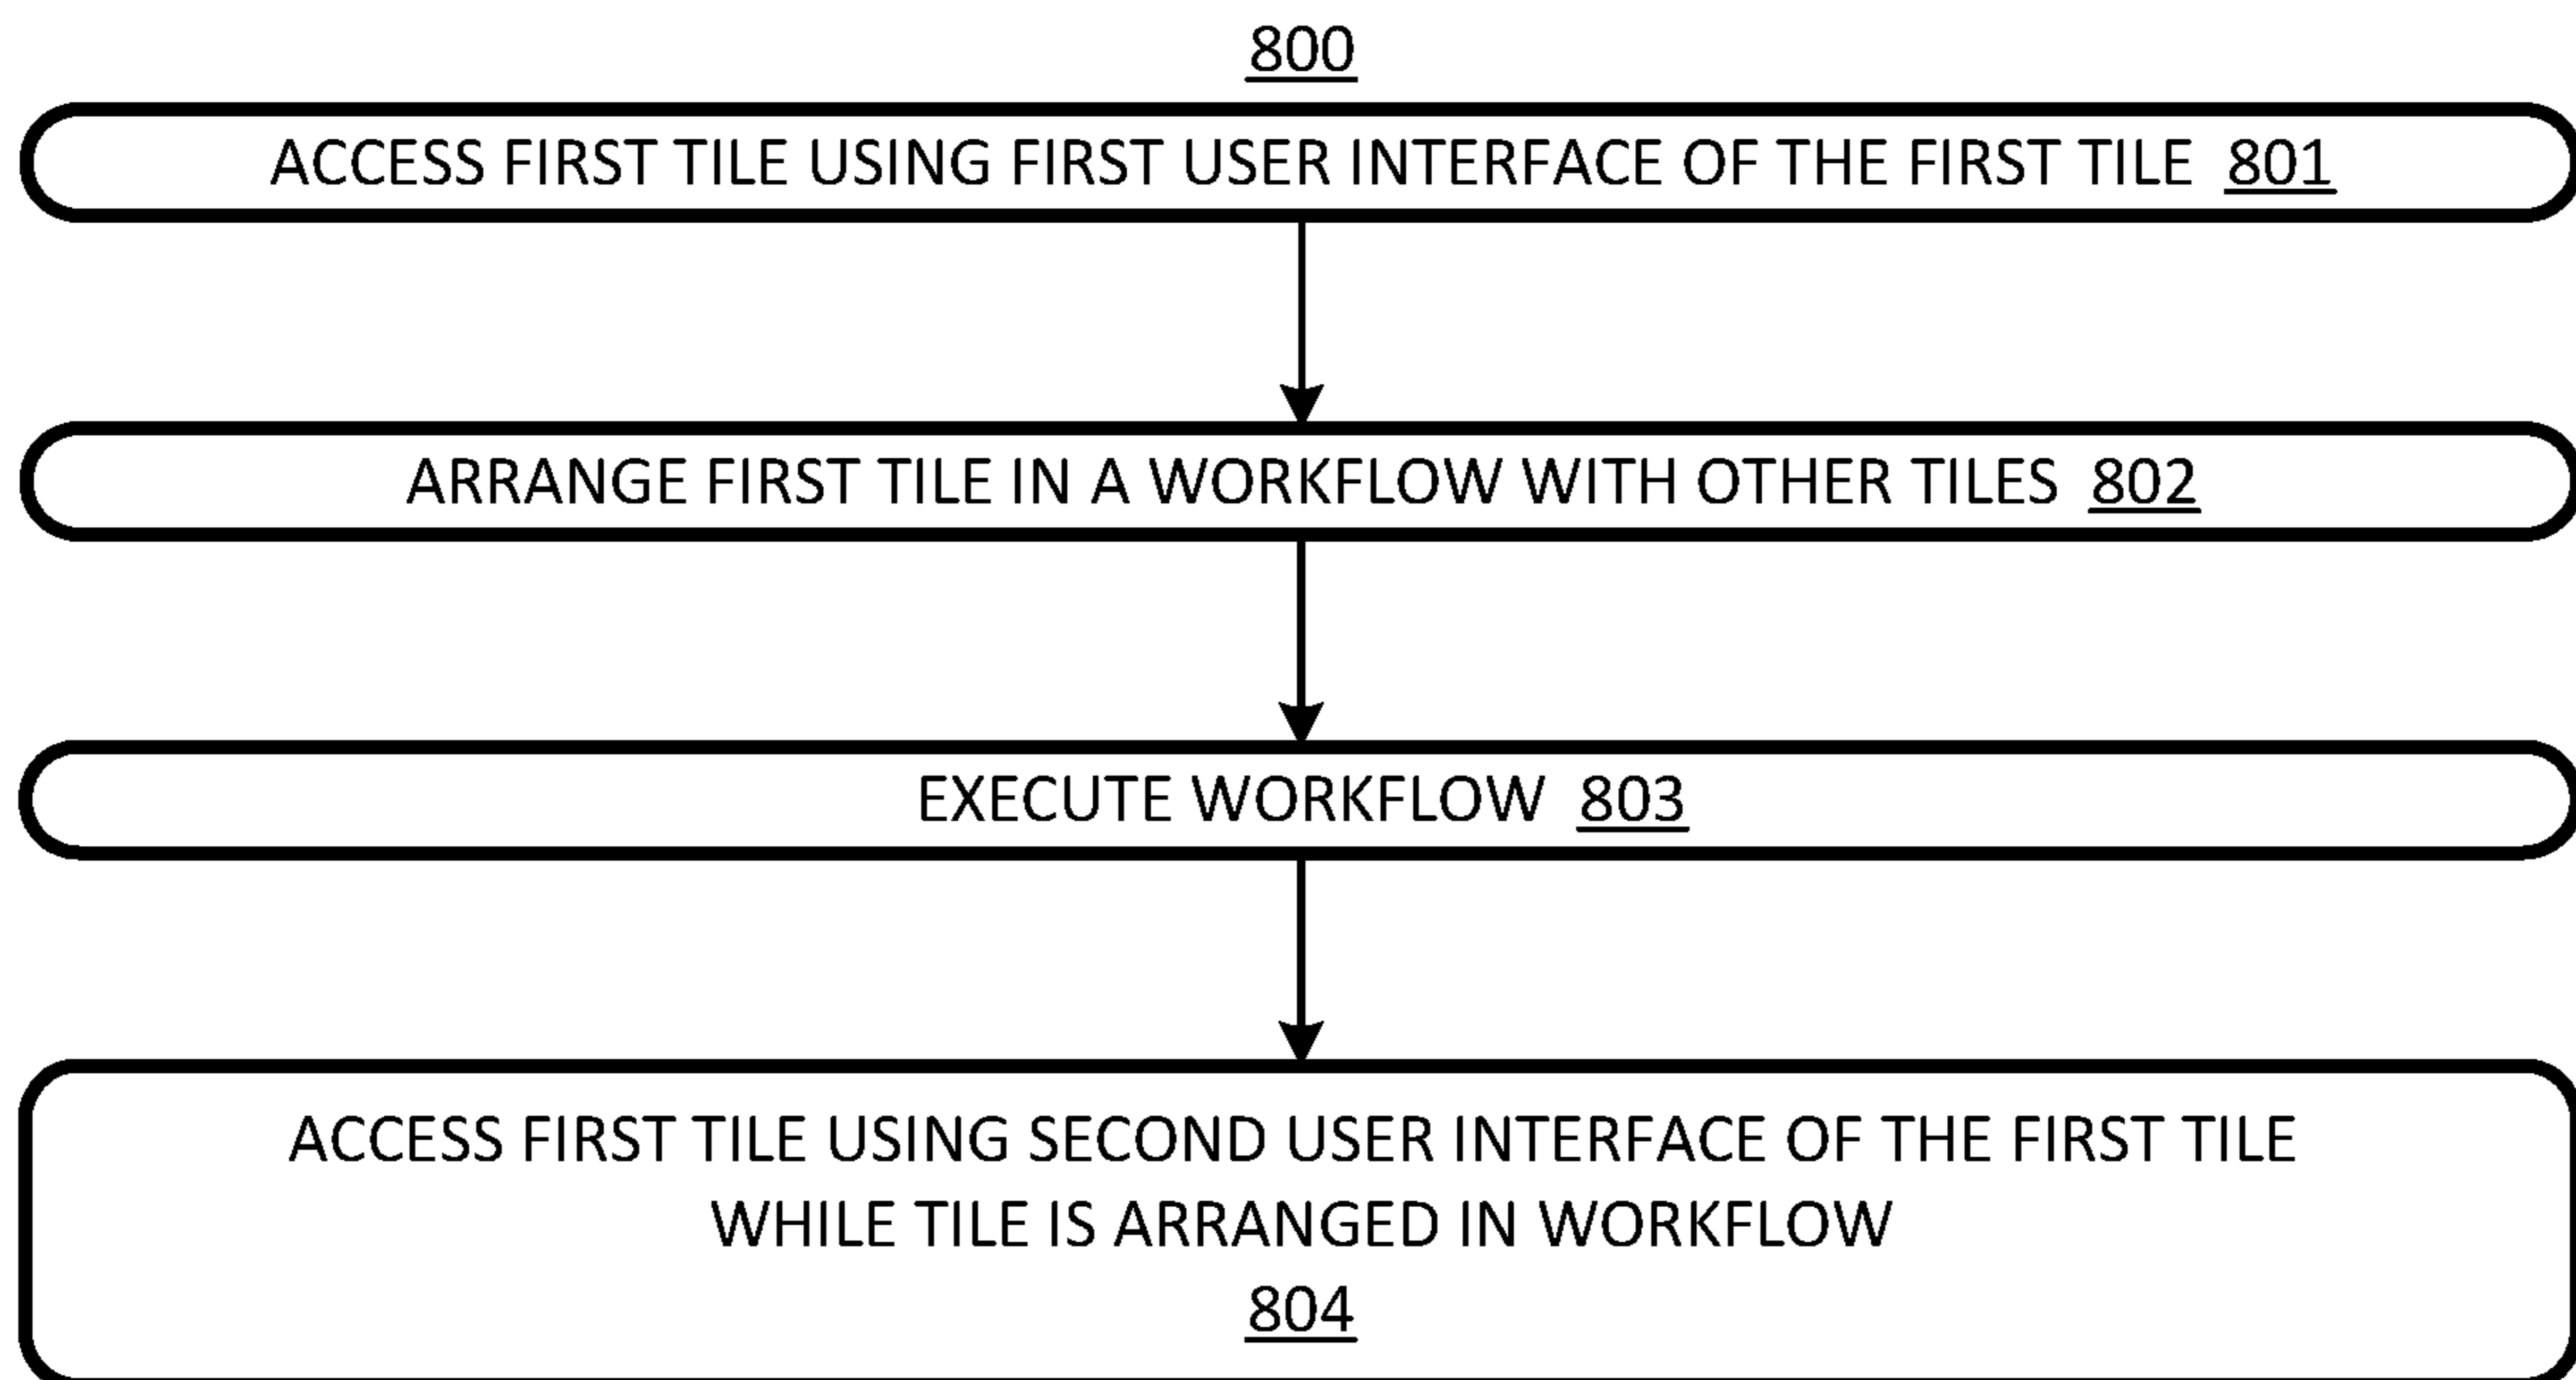 800
ACCESS FIRST TILE USING FIRST USER INTERFACE OF THE FIRST TILE 801
ARRANGE FIRST TILE IN A WORKFLOW WITH OTHER TILES 802
EXECUTE WORKFLOW 803
ACCESS FIRST TILE USING SECOND USER INTERFACE OF THE FIRST TILE
WHILE TILE IS ARRANGED IN WORKFLOW
804